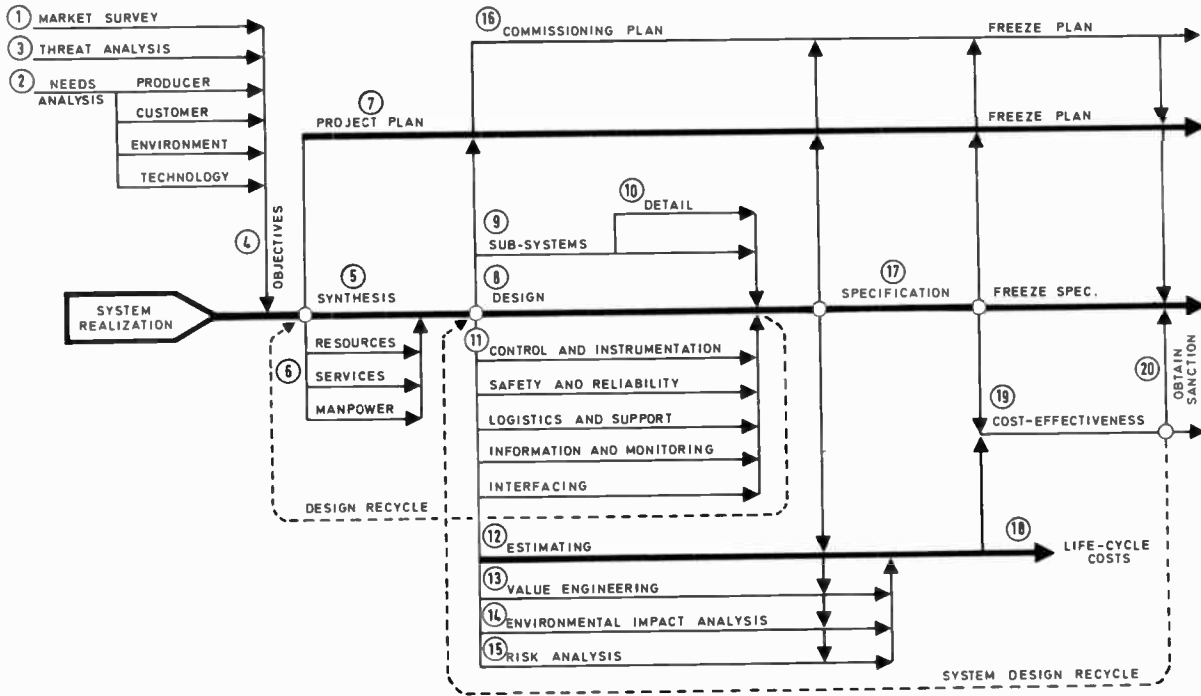 1 MARKET SURVEY
3 THREAT ANALYSIS
2 NEEDS
ANALYSIS
PRODUCER
CUSTOMER
ENVIRONMENT
TECHNOLOGY
4
OBJECTIVES
SYSTEM
REALIZATION
16 COMMISSIONING PLAN
FREEZE PLAN
7
PROJECT PLAN
FREEZE PLAN
10 DETAIL
9
SUB-SYSTEMS
5
SYNTHESIS
8
DESIGN
17
SPECIFICATION
FREEZE SPEC.
6
RESOURCES
SERVICES
MANPOWER
11
CONTROL AND INSTRUMENTATION
SAFETY AND RELIABILITY
LOGISTICS AND SUPPORT
INFORMATION AND MONITORING
INTERFACING
DESIGN RECYCLE
19
COST-EFFECTIVENESS
20
OBTAIN
SANCTION
12
ESTIMATING
18
LIFE-CYCLE
COSTS
13
VALUE ENGINEERING
14
ENVIRONMENTAL IMPACT ANALYSIS
15
RISK ANALYSIS
SYSTEM DESIGN RECYCLE